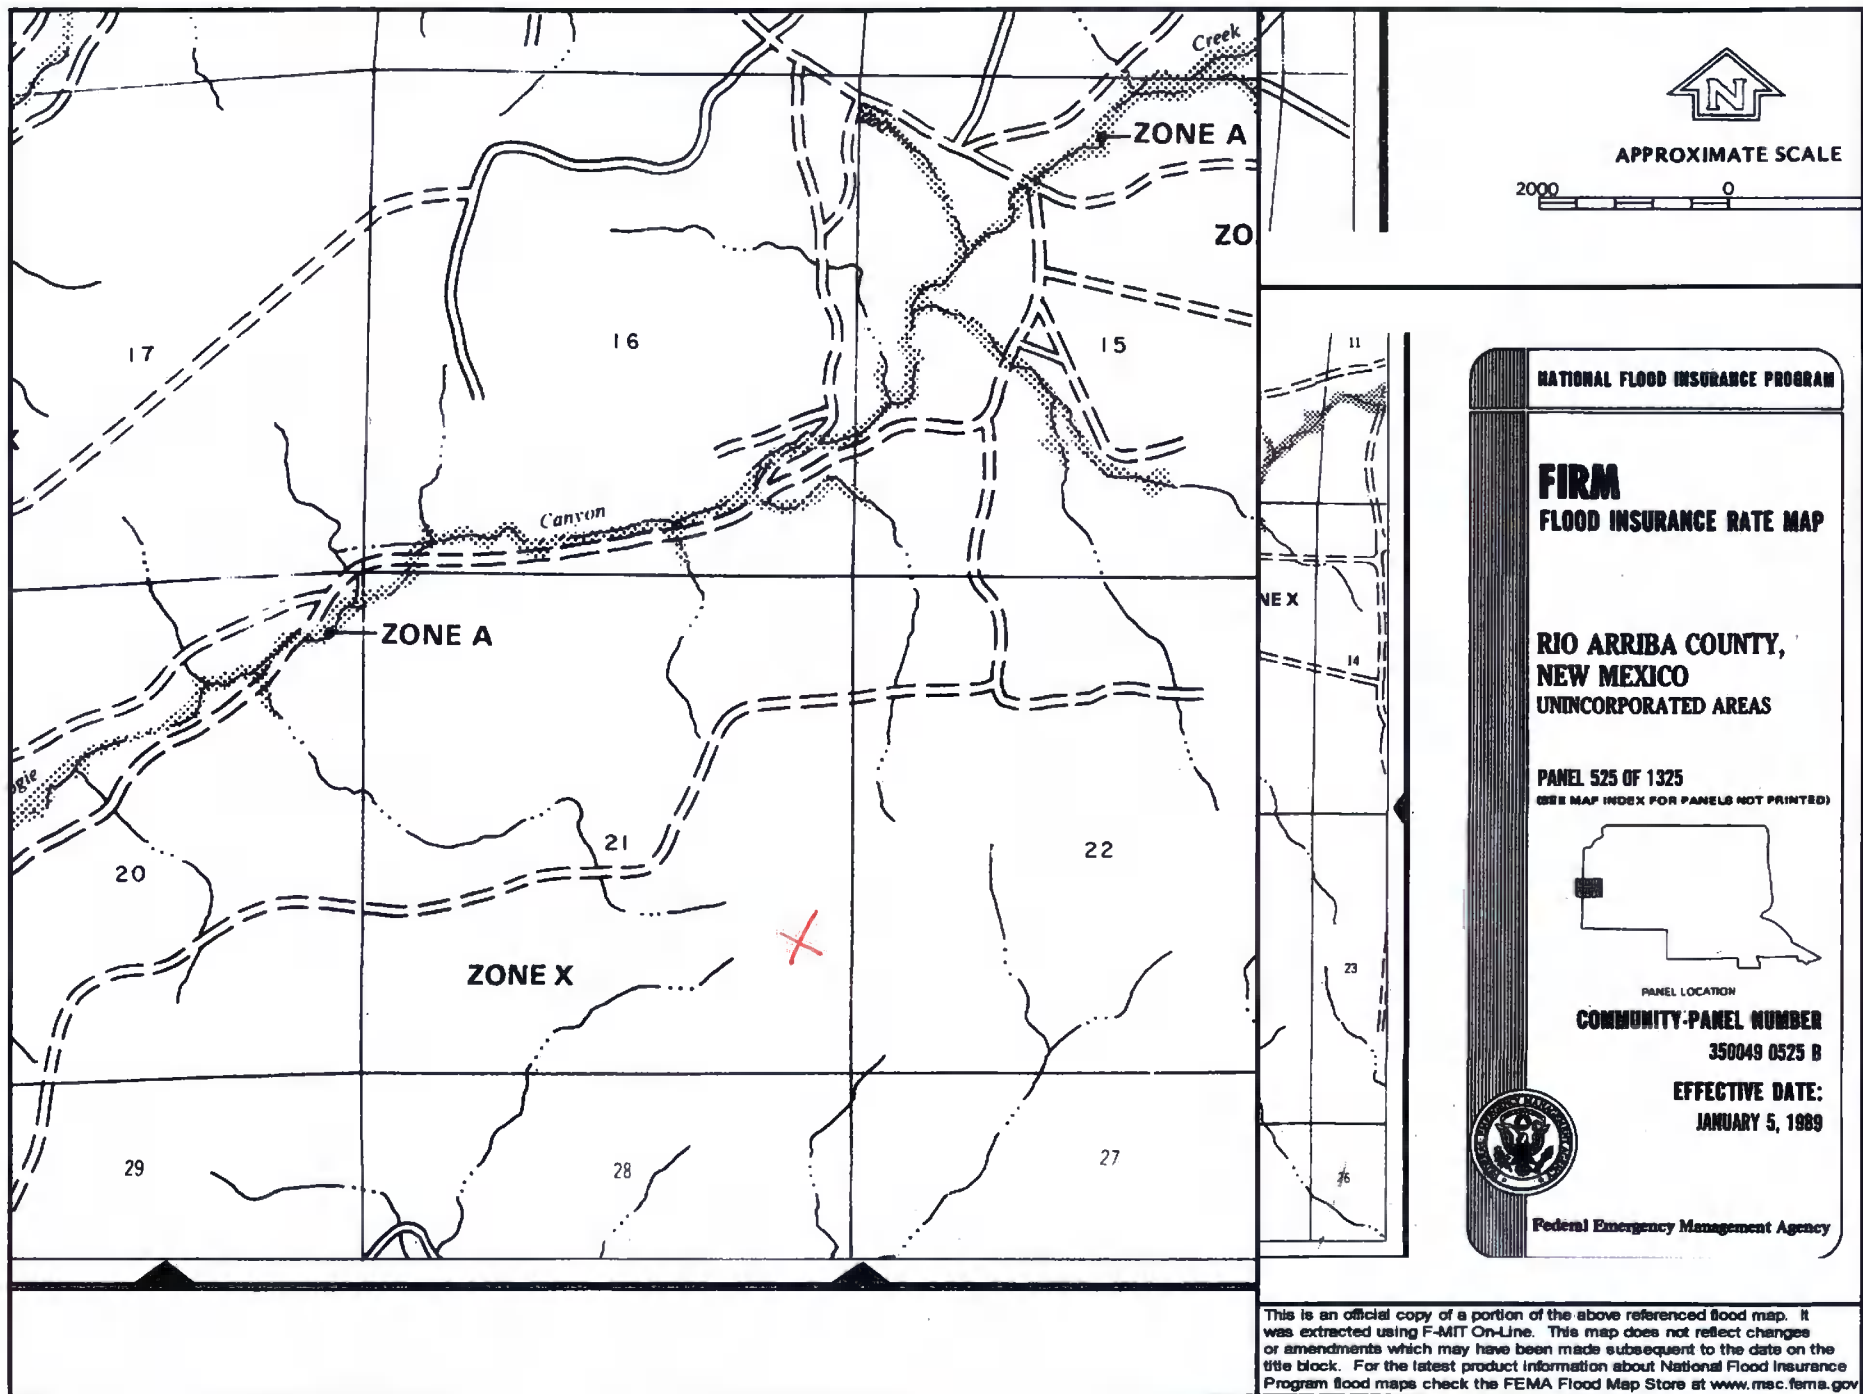 Creek
ZONE A
ZO
17
16
15
Canyon
ZONE A
20
21
22
ZONE X
29
28
27
11
NE X
14
23
26
N
APPROXIMATE SCALE
2000 0
NATIONAL FLOOD INSURANCE PROGRAM
FIRM
FLOOD INSURANCE RATE MAP
RIO ARRIBA COUNTY,
NEW MEXICO
UNINCORPORATED AREAS
PANEL 525 OF 1325
(SEE MAP INDEX FOR PANELS NOT PRINTED)
PANEL LOCATION
COMMUNITY-PANEL NUMBER
350049 0525 B
EFFECTIVE DATE:
JANUARY 5, 1989
Federal Emergency Management Agency
This is an official copy of a portion of the above referenced flood map. It
was extracted using F-MIT On-Line. This map does not reflect changes
or amendments which may have been made subsequent to the date on the
title block. For the latest product information about National Flood Insurance
Program flood maps check the FEMA Flood Map Store at www.msc.fema.gov